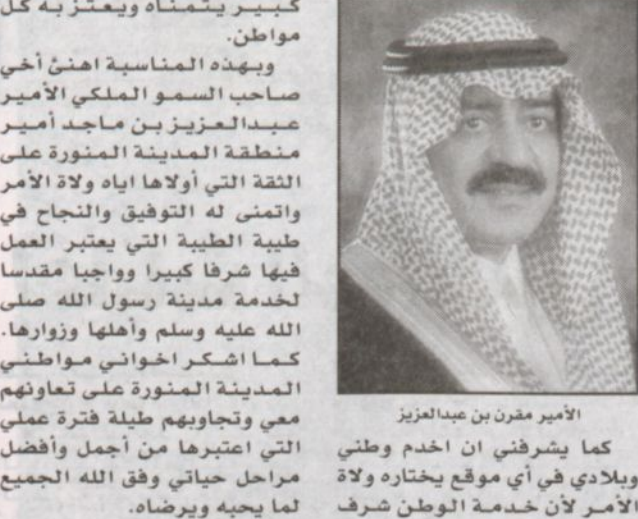 الأمير مقرن بن عبدالعزيز
كما يشرفني ان اخدم وطني
وبلادي في أي موقع يختاره ولاة
الأمر لأن خدمة الوطن شرف
كبير يتمناه ويعتز به كل
مواطن.
وبهذه المناسبة اهنئ أخي
صاحب السمو الملكي الأمير
عبدالعزيز بن ماجد أمير
منطقة المدينة المنورة على
الثقة التي أولاها اياه ولاة الأمر
واتمنى له التوفيق والنجاح في
طيبة الطيبة التي يعتبر العمل
فيها شرفا كبيرا وواجبا مقدسا
لخدمة مدينة رسول الله صلى
الله عليه وسلم وأهلها وزوارها.
كما اشكر اخواني مواطني
المدينة المنورة على تعاونهم
معي وتجاوبهم طيلة فترة عملي
التي اعتبرها من أجمل وأفضل
مراحل حياتي وفق الله الجميع
لما يحبه ويرضاه.